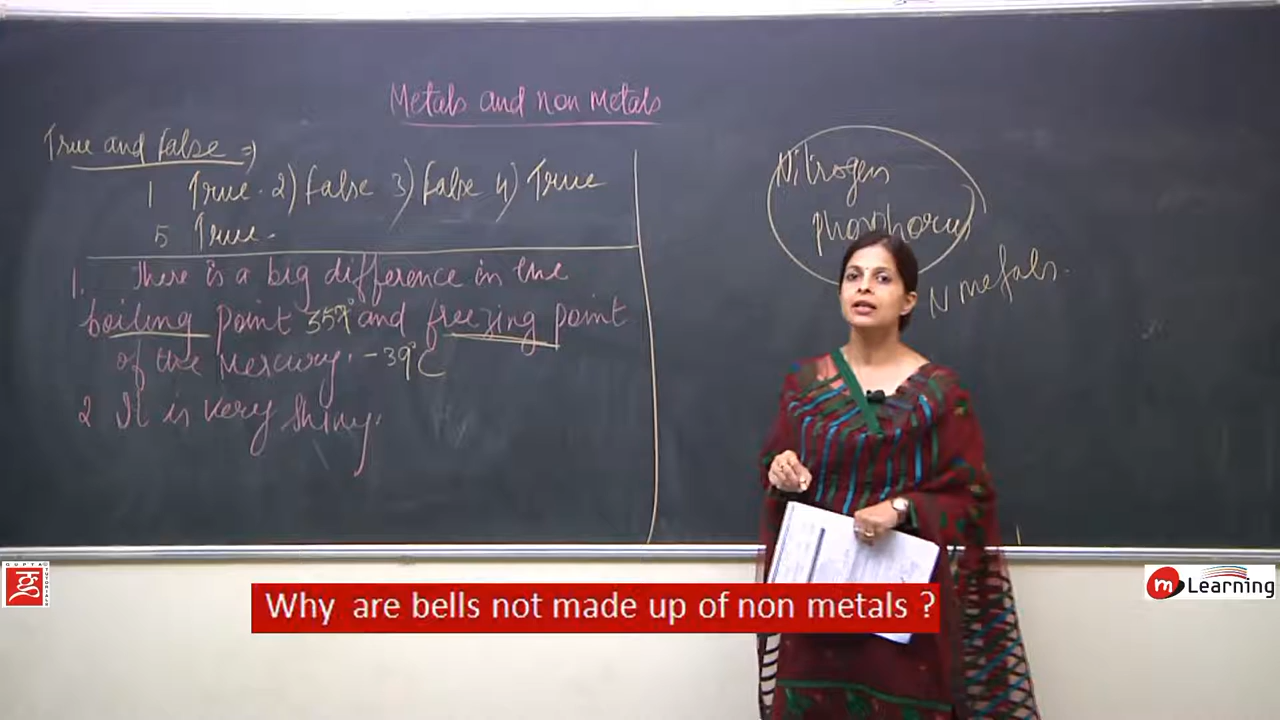 Metals and non Metals
True and false =)
1 True. 2) false 3) false 4) True
5 True.
1. There is a big difference in the
boiling point 357° and freezing point
of the Mercury. -39°C
2 It is very shiny.
Nitrogen
phosphorus
N metals.
GUPTA TUTORIALS
m Learning
Why are bells not made up of non metals ?